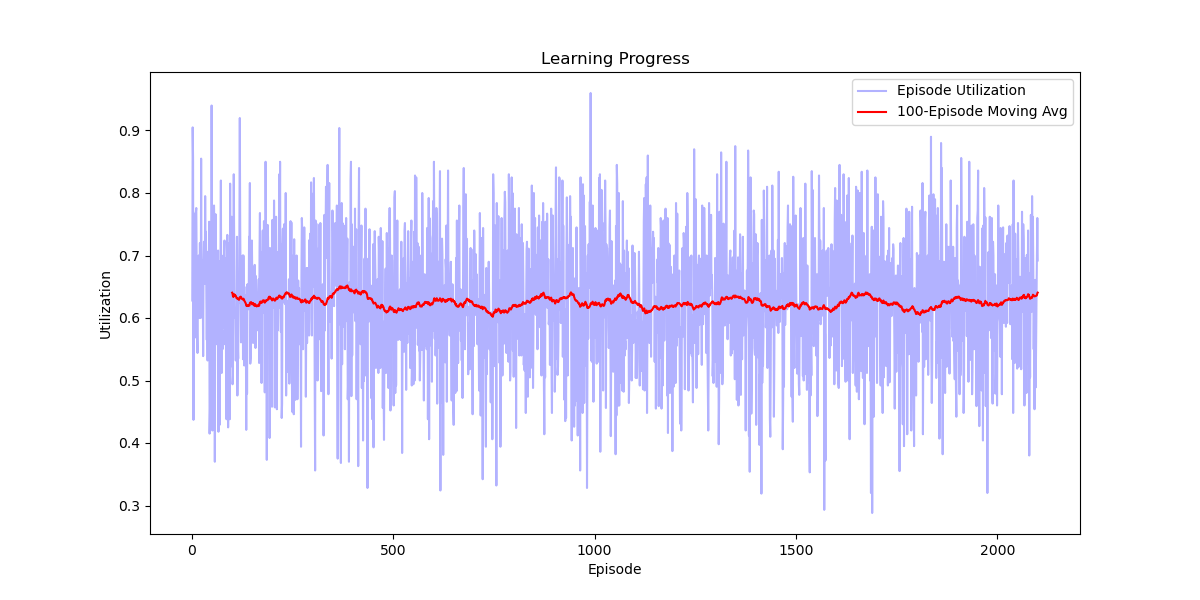 Learning Progress
Episode Utilization
100-Episode Moving Avg
Utilization
0.9
0.8
0.7
0.6
0.5
0.4
0.3
0
500
1000
1500
2000
Episode